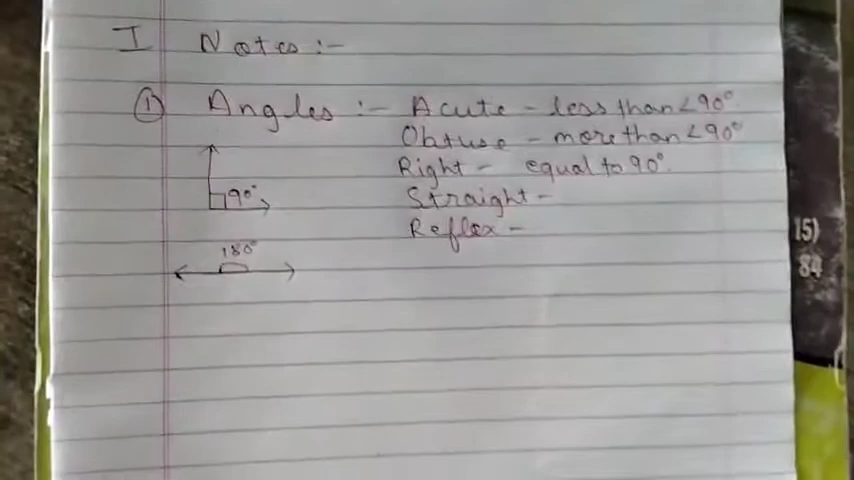 I Notes :-
① Angles :- Acute - less than < 90°
Obtuse - more than < 90°
Right - equal to 90°.
90°
Straight -
Reflex -
180°
15)
84